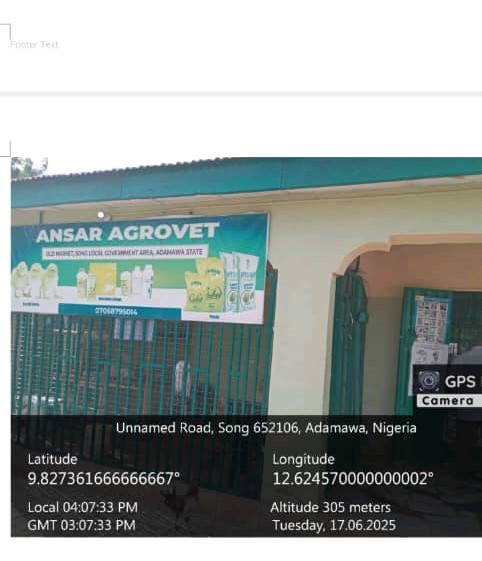 Footer Text
ANSAR AGROVET
OLD MARKET, SONG LOCAL GOVERNMENT AREA, ADAMAWA STATE
07068795014
GPS
Camera
Unnamed Road, Song 652106, Adamawa, Nigeria
Latitude
9.827361666666667°
Longitude
12.624570000000002°
Local 04:07:33 PM
GMT 03:07:33 PM
Altitude 305 meters
Tuesday, 17.06.2025